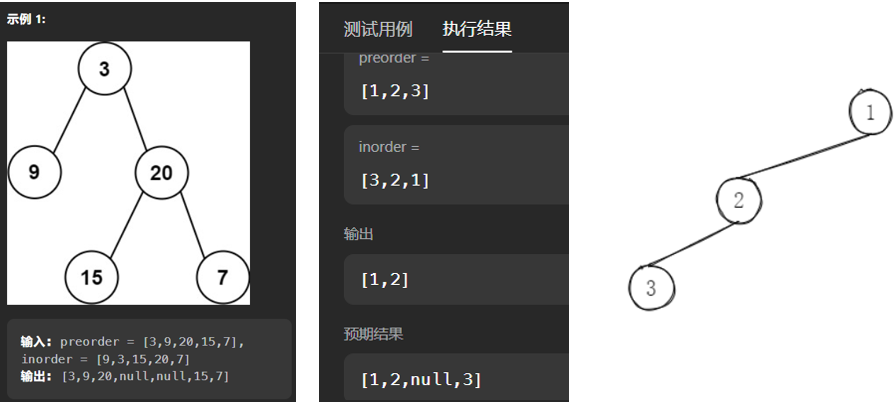 示例 1:
3
9
20
15
7
输入: preorder = [3,9,20,15,7],
inorder = [9,3,15,20,7]
输出: [3,9,20,null,null,15,7]
测试用例 执行结果
preorder =
[1,2,3]
inorder =
[3,2,1]
输出
[1,2]
预期结果
[1,2,null,3]
1
2
3